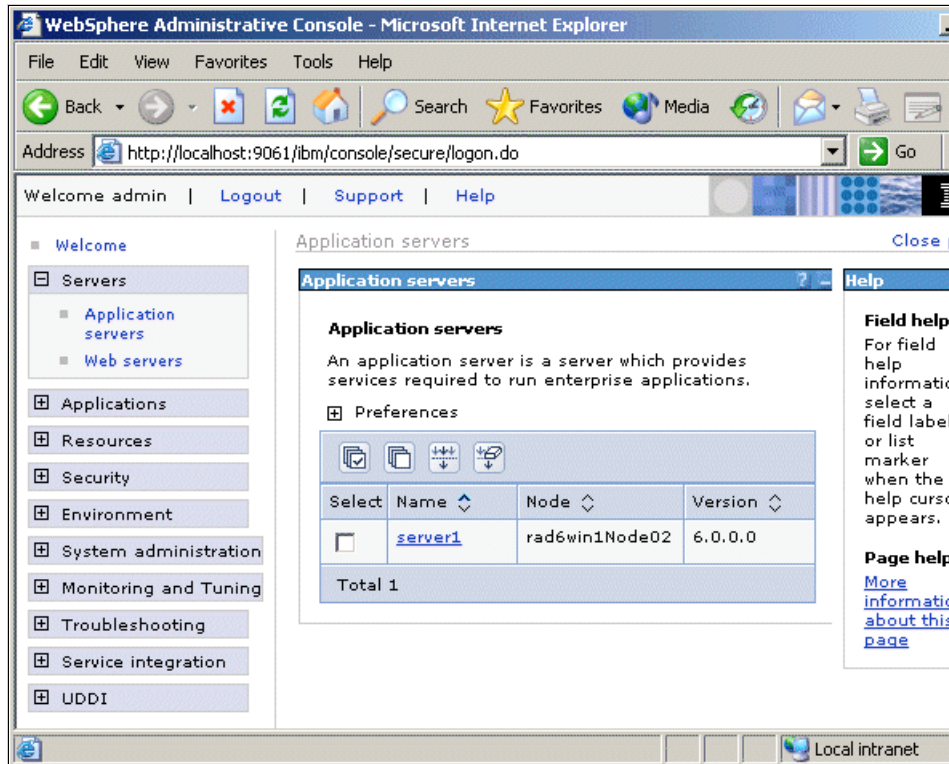 WebSphere Administrative Console - Microsoft Internet Explorer
File Edit View Favorites Tools Help
Back Search Favorites Media
Address http://localhost:9061/ibm/console/secure/logon.do Go
Welcome admin | Logout | Support | Help
Welcome
Servers
Application
servers
Web servers
Applications
Resources
Security
Environment
System administration
Monitoring and Tuning
Troubleshooting
Service integration
UDDI
Application servers
Close
Application servers ?
Application servers
An application server is a server which provides
services required to run enterprise applications.
Preferences
Select Name Node Version
server1 rad6win1Node02 6.0.0.0
Total 1
Help
Field help
For field
help
select a
field label
or list
marker
when the
help
appears.
Page help
More
about this
page
Local intranet